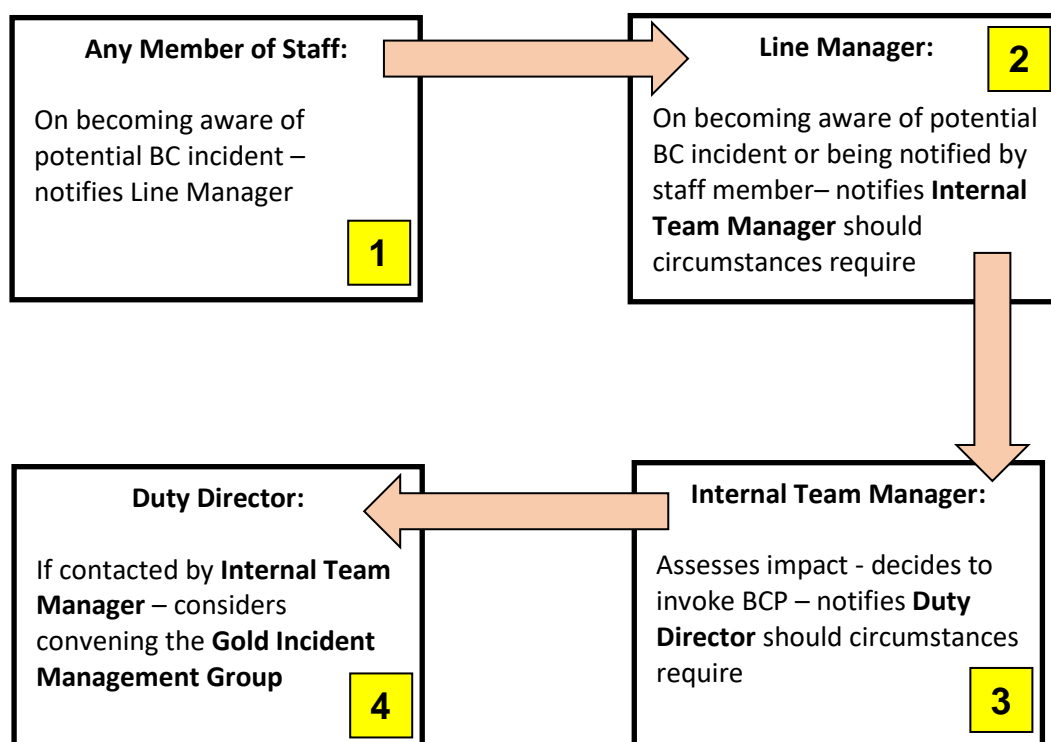 Any Member of Staff:
On becoming aware of
potential BC incident –
notifies Line Manager
1
Line Manager:
2
On becoming aware of potential
BC incident or being notified by
staff member– notifies Internal
Team Manager should
circumstances require
Internal Team Manager:
Assesses impact - decides to
invoke BCP – notifies Duty
Director should circumstances
require
3
Duty Director:
If contacted by Internal Team
Manager – considers
convening the Gold Incident
Management Group
4